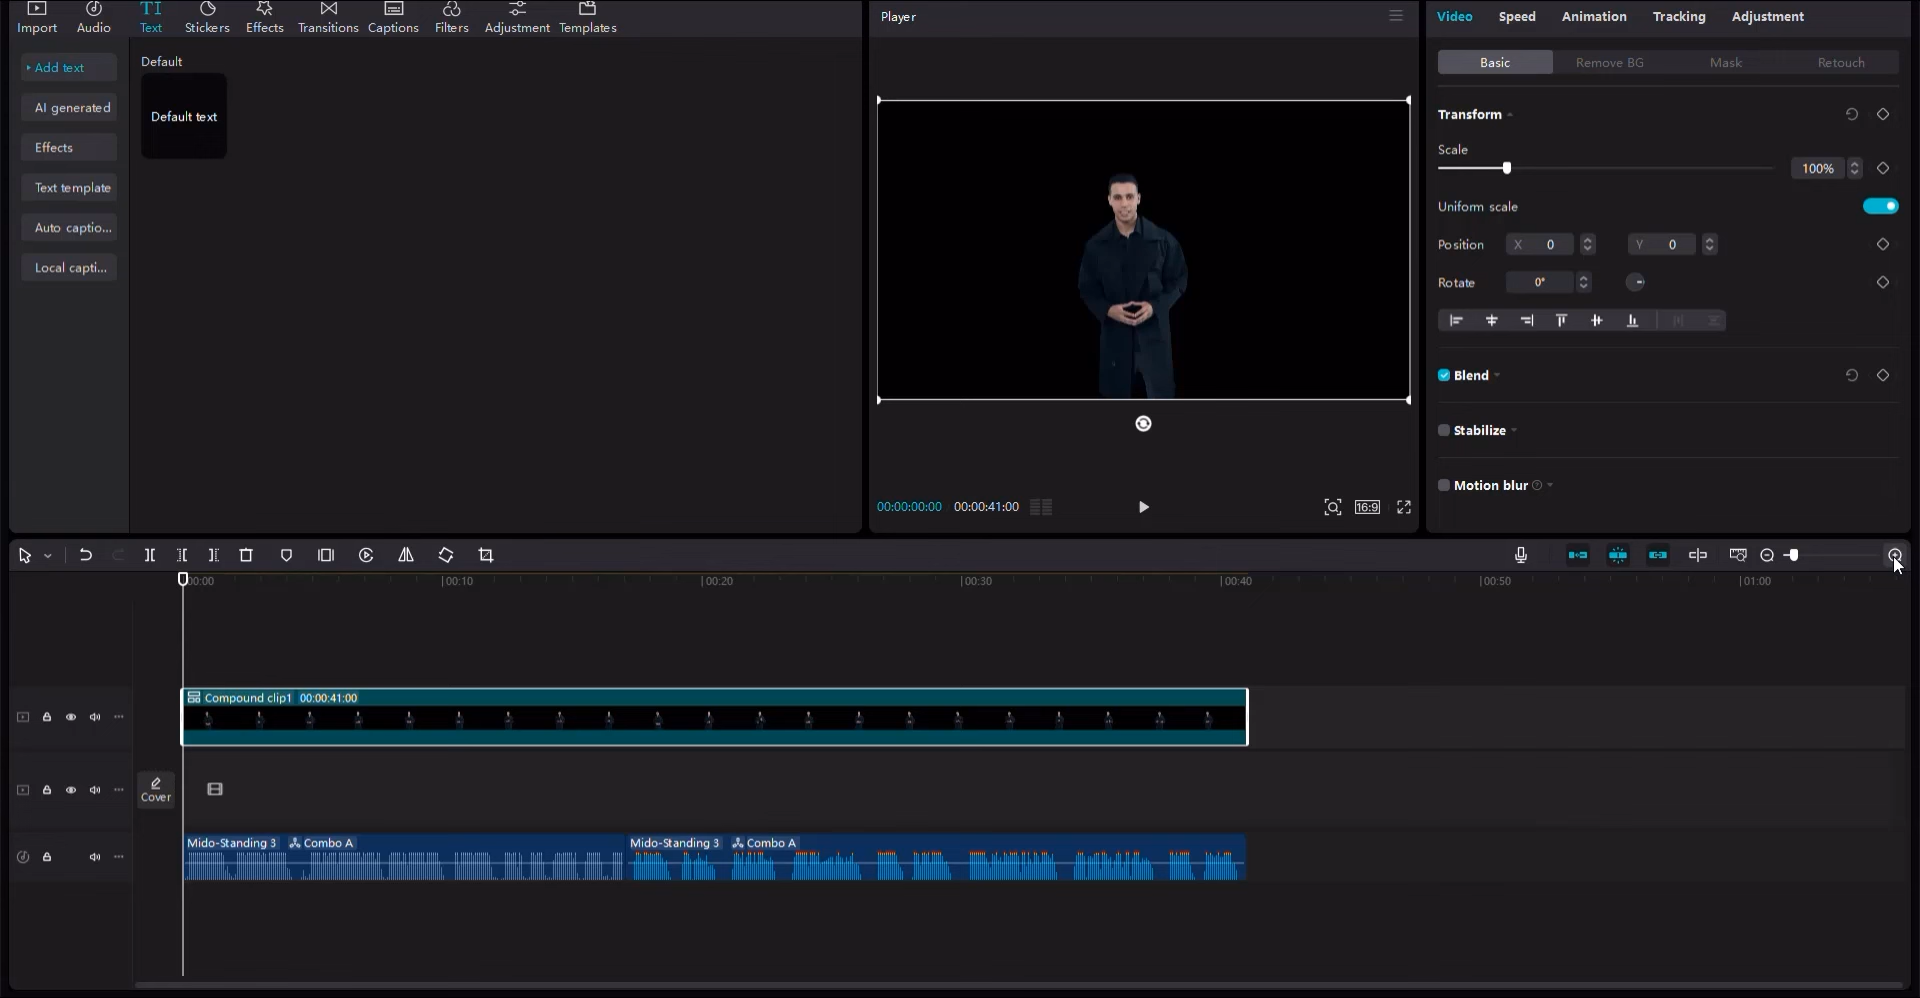 Import Audio Text Stickers Effects Transitions Captions Filters Adjustment Templates
Add text
AI generated
Effects
Text template
Auto captio...
Local capti...
Default
Default text
Player
00:00:00:00 00:00:41:00
16:9
Video Speed Animation Tracking Adjustment
Basic Remove BG Mask Retouch
Transform
Scale
100%
Uniform scale
Position X 0 Y 0
Rotate 0°
Blend
Stabilize
Motion blur
00:00 00:10 00:20 00:30 00:40 00:50 01:00
Compound clip1 00:00:41:00
Cover
Mido-Standing 3 Combo A Mido-Standing 3 Combo A